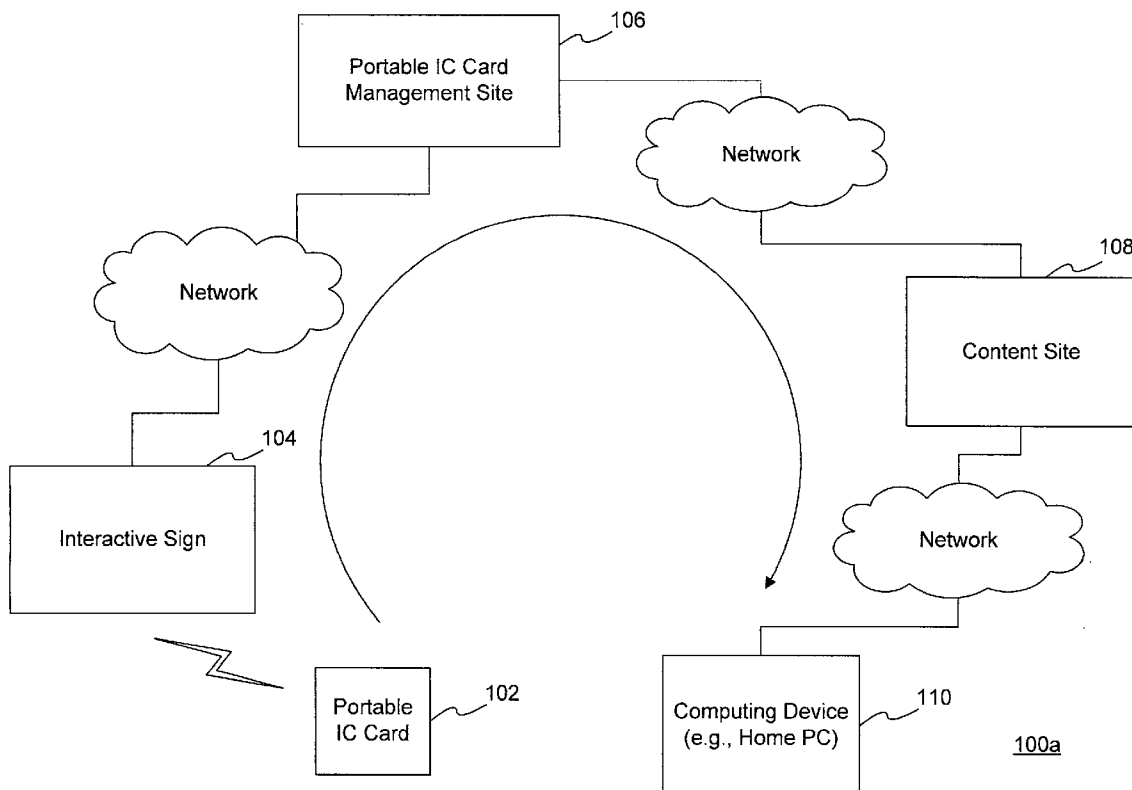 106
Portable IC Card
Management Site
Network
Network
108
Content Site
104
Interactive Sign
Network
Portable
IC Card
102
Computing Device
(e.g., Home PC)
110
100a